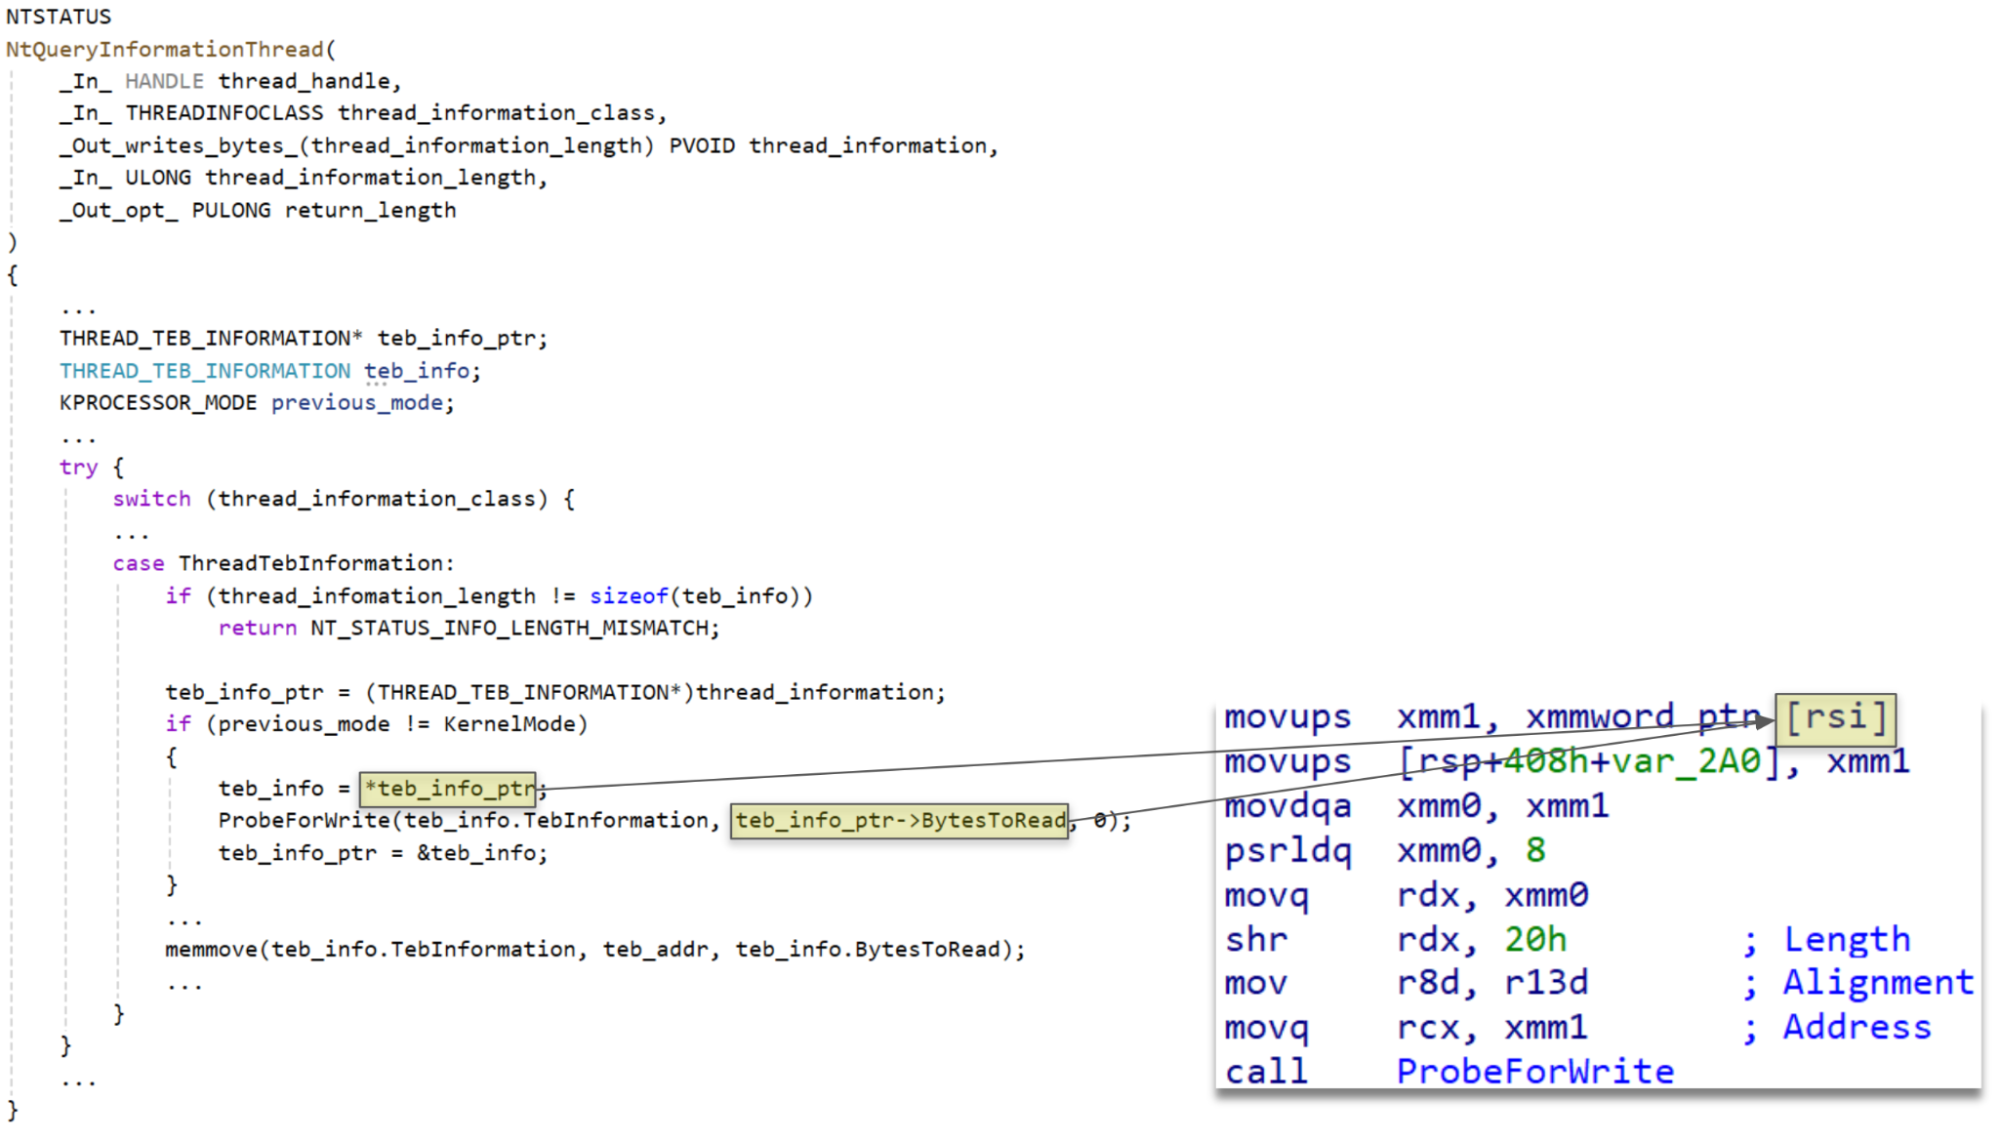 NTSTATUS
NtQueryInformationThread(
_In_ HANDLE thread_handle,
_In_ THREADINFOCLASS thread_information_class,
_Out_writes_bytes_(thread_information_length) PVOID thread_information,
_In_ ULONG thread_information_length,
_Out_opt_ PULONG return_length
)
{
...
THREAD_TEB_INFORMATION* teb_info_ptr;
THREAD_TEB_INFORMATION teb_info;
KPROCESSOR_MODE previous_mode;
...
try {
switch (thread_information_class) {
...
case ThreadTebInformation:
if (thread_infomation_length != sizeof(teb_info))
return NT_STATUS_INFO_LENGTH_MISMATCH;
teb_info_ptr = (THREAD_TEB_INFORMATION*)thread_information;
if (previous_mode != KernelMode)
{
teb_info = *teb_info_ptr;
ProbeForWrite(teb_info.TebInformation, teb_info_ptr->BytesToRead, 0);
teb_info_ptr = &teb_info;
}
...
memmove(teb_info.TebInformation, teb_addr, teb_info.BytesToRead);
...
}
}
...
}
movups xmm1, xmmword ptr [rsi]
movups [rsp+408h+var_2A0], xmm1
movdqa xmm0, xmm1
psrldq xmm0, 8
movq rdx, xmm0
shr rdx, 20h ; Length
mov r8d, r13d ; Alignment
movq rcx, xmm1 ; Address
call ProbeForWrite